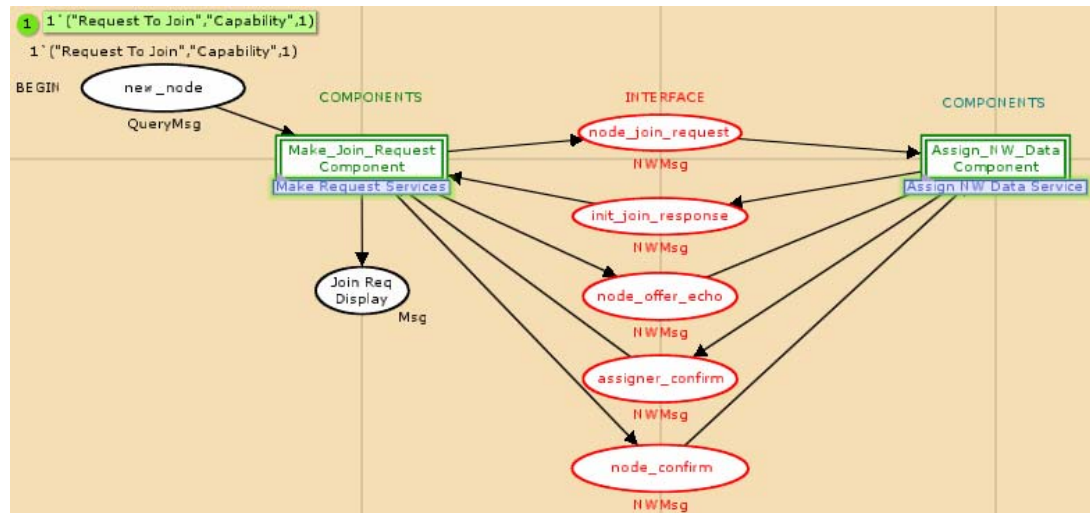 1 1`("Request To Join","Capability",1)
1`("Request To Join","Capability",1)
BEGIN
new_node
QueryMsg
COMPONENTS
INTERFACE
COMPONENTS
Make_Join_Request
Component
Make Request Services
node_join_request
NWMsg
Assign_NW_Data
Component
Assign NW Data Service
init_join_response
NWMsg
Join Req
Display
Msg
node_offer_echo
NWMsg
assigner_confirm
NWMsg
node_confirm
NWMsg